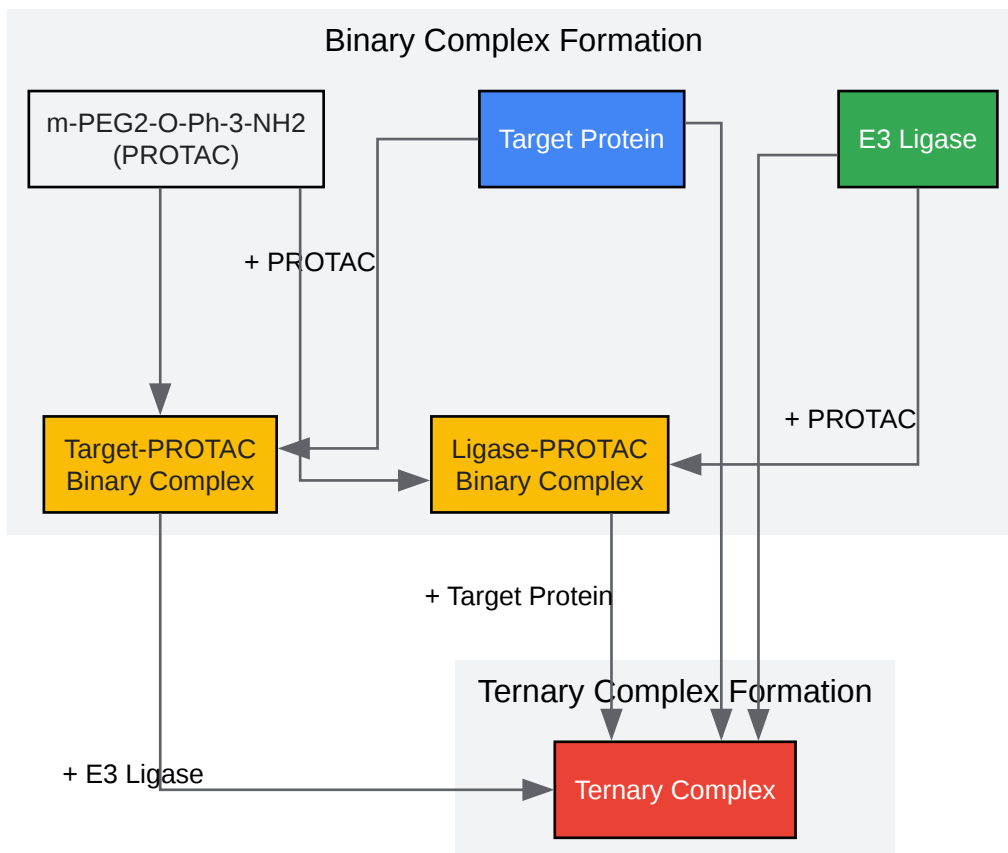 Binary Complex Formation
m-PEG2-O-Ph-3-NH2
(PROTAC)
Target Protein
E3 Ligase
+ PROTAC
+ PROTAC
Target-PROTAC
Binary Complex
Ligase-PROTAC
Binary Complex
+ Target Protein
Ternary Complex Formation
+ E3 Ligase
Ternary Complex